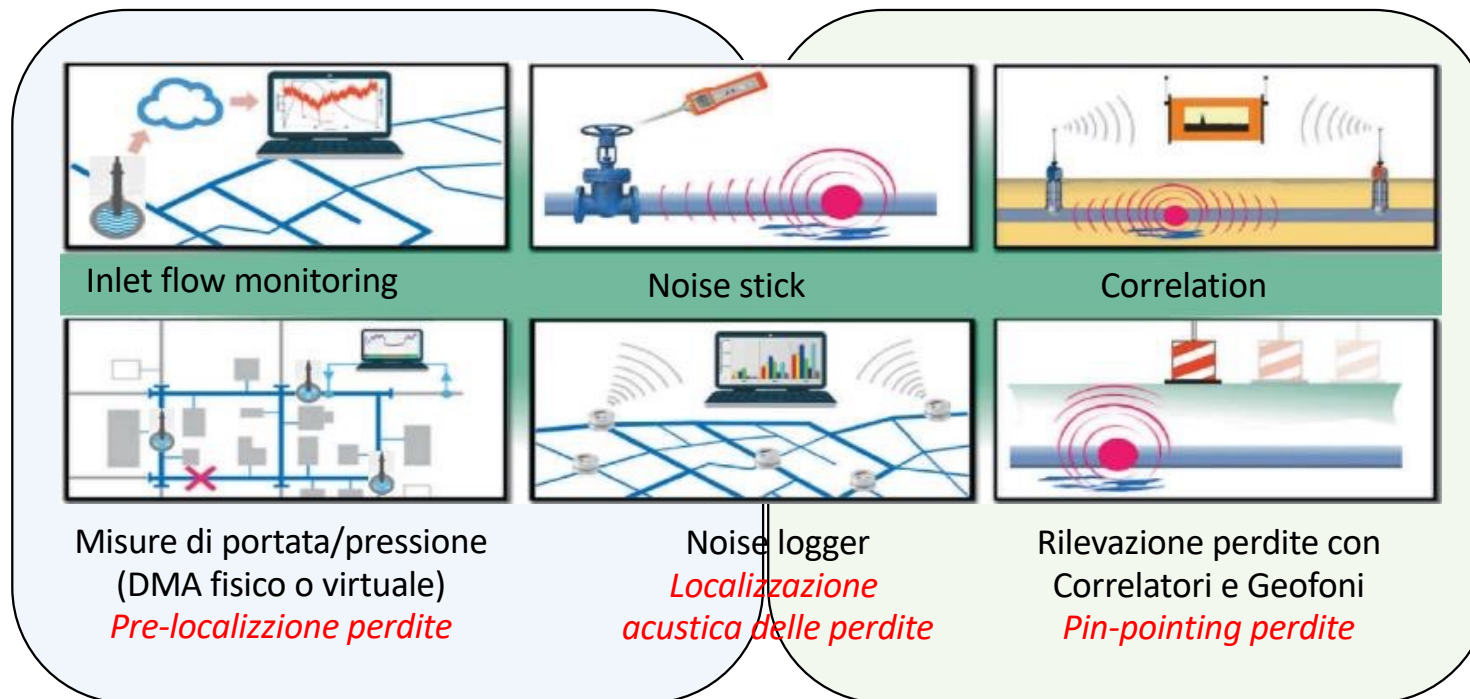 Inlet flow monitoring
Noise stick
Correlation
Misure di portata/pressione
(DMA fisico o virtuale)
Pre-localizzione perdite
Noise logger
Localizzazione
acustica delle perdite
Rilevazione perdite con
Correlatori e Geofoni
Pin-pointing perdite